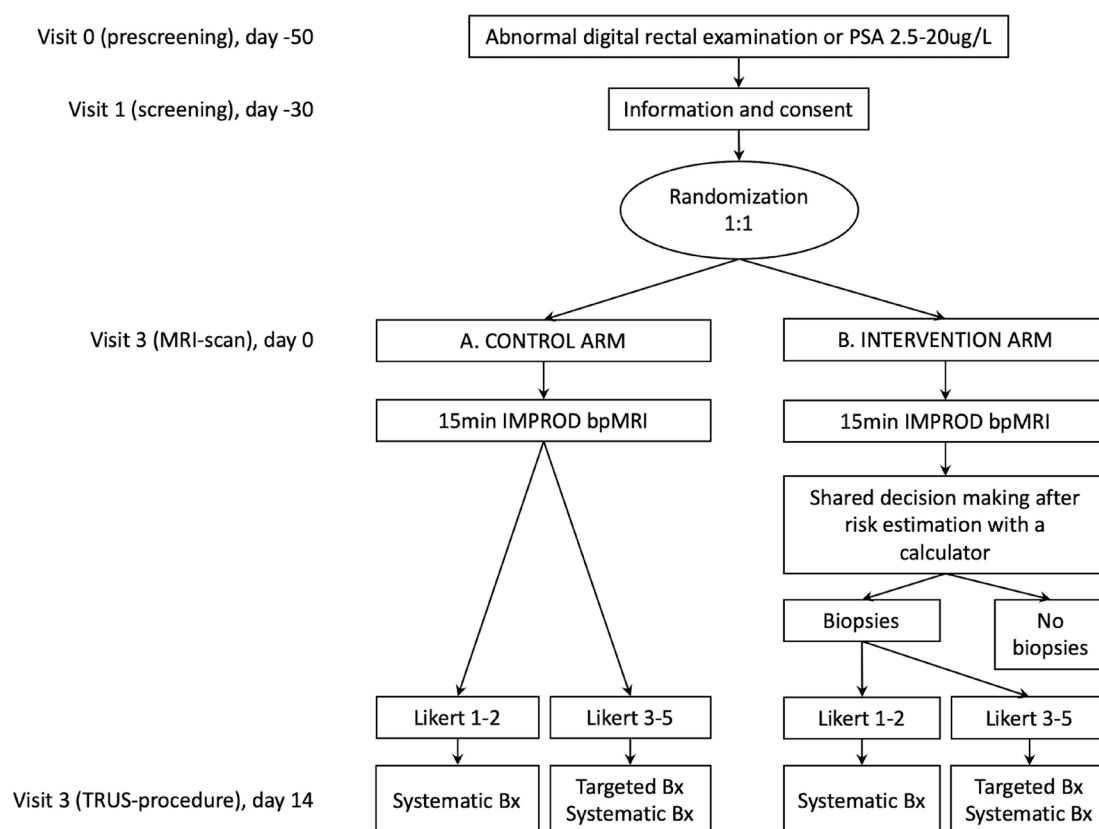 Visit 0 (prescreening), day -50
Abnormal digital rectal examination or PSA 2.5-20ug/L
Visit 1 (screening), day -30
Information and consent
Randomization
1:1
Visit 3 (MRI-scan), day 0
A. CONTROL ARM
B. INTERVENTION ARM
15min IMPROD bpMRI
15min IMPROD bpMRI
Shared decision making after
risk estimation with a
calculator
Biopsies
No
biopsies
Likert 1-2
Likert 3-5
Likert 1-2
Likert 3-5
Visit 3 (TRUS-procedure), day 14
Systematic Bx
Targeted Bx
Systematic Bx
Systematic Bx
Targeted Bx
Systematic Bx